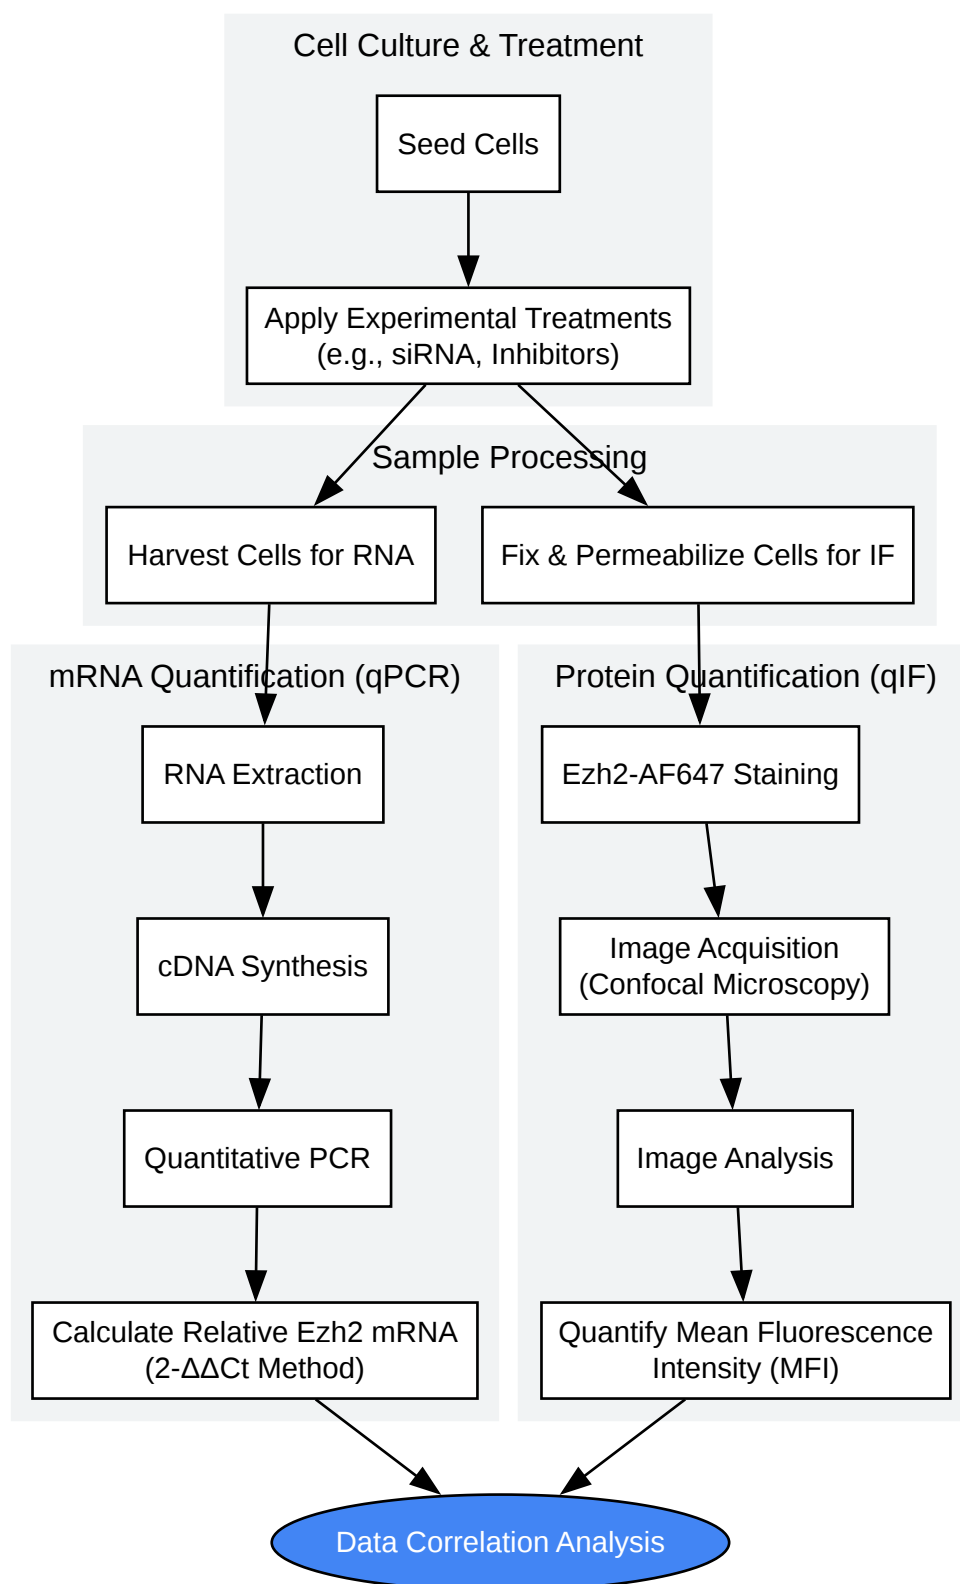 Cell Culture & Treatment
Seed Cells
Apply Experimental Treatments
(e.g., siRNA, Inhibitors)
Sample Processing
Harvest Cells for RNA
Fix & Permeabilize Cells for IF
mRNA Quantification (qPCR)
RNA Extraction
cDNA Synthesis
Quantitative PCR
Calculate Relative Ezh2 mRNA
(2-ΔΔCt Method)
Protein Quantification (qIF)
Ezh2-AF647 Staining
Image Acquisition
(Confocal Microscopy)
Image Analysis
Quantify Mean Fluorescence
Intensity (MFI)
Data Correlation Analysis